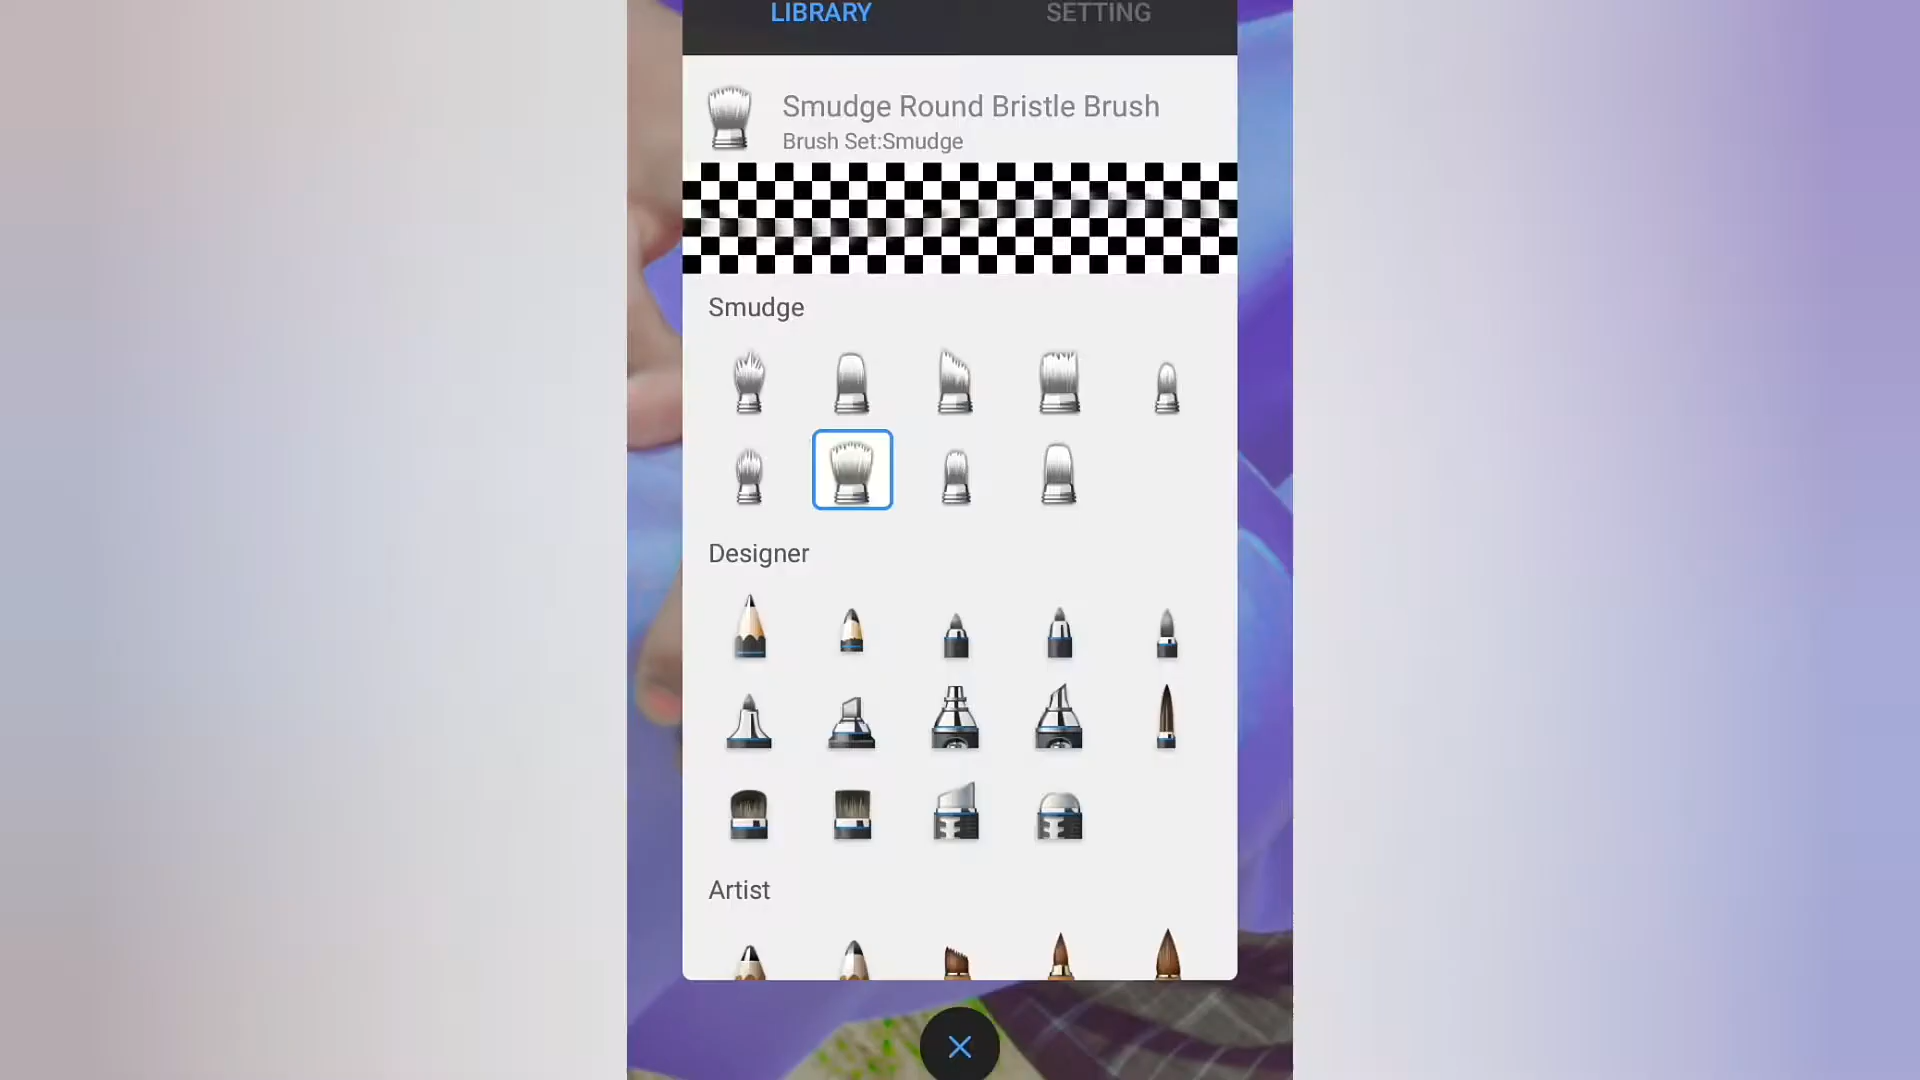 LIBRARY SETTING
Smudge Round Bristle Brush
Brush Set:Smudge
Smudge
Designer
Artist